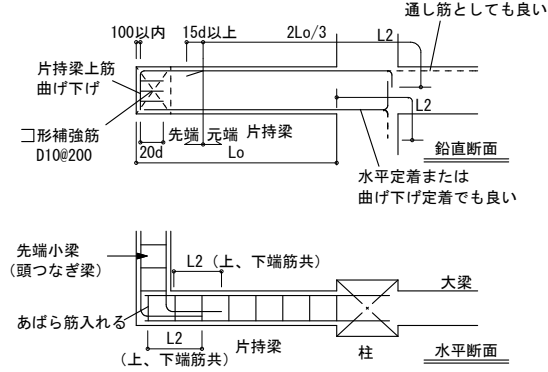 通し筋としても良い
100以内
15d以上
2Lo/3
L2
片持梁上筋
曲げ下げ
L2
コ形補強筋
D10@200
先端
元端
片持梁
20d
Lo
鉛直断面
水平定着または
曲げ下げ定着でも良い
先端小梁
(頭つなぎ梁)
L2 (上、下端筋共)
大梁
あばら筋入れる
L2
(上、下端筋共)
片持梁
柱
水平断面